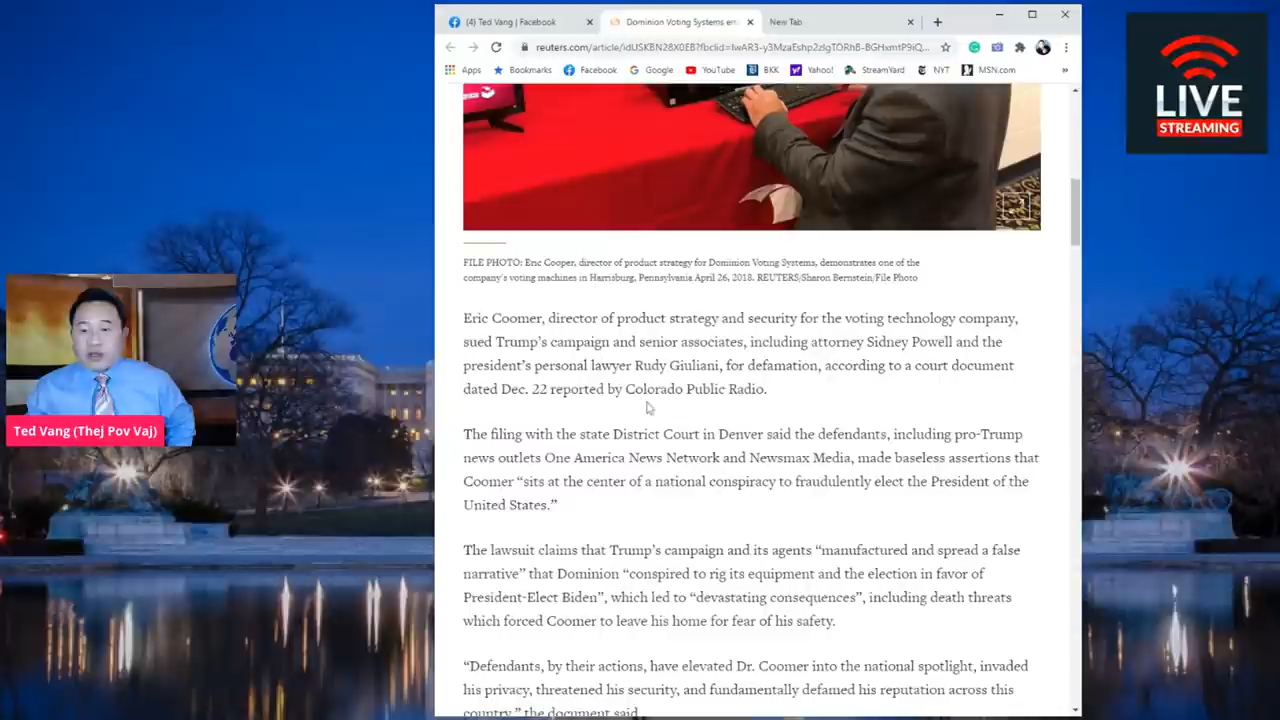 (4) Ted Vang | Facebook
Dominion Voting Systems em
New Tab
reuters.com/article/idUSKBN28X0EB?fbclid=
Apps
Bookmarks
Facebook
Google
YouTube
BKK
Yahoo!
StreamYard
NYT
MSN.com
LIVE
STREAMING
FILE PHOTO: Eric Cooper, director of product strategy for Dominion Voting Systems, demonstrates one of the
company's voting machines in Harrisburg, Pennsylvania April 26, 2018. REUTERS/Sharon Bernstein/File Photo
Eric Coomer, director of product strategy and security for the voting technology company,
sued Trump's campaign and senior associates, including attorney Sidney Powell and the
president's personal lawyer Rudy Giuliani, for defamation, according to a court document
dated Dec. 22 reported by Colorado Public Radio.
The filing with the state District Court in Denver said the defendants, including pro-Trump
news outlets One America News Network and Newsmax Media, made baseless assertions that
Coomer “sits at the center of a national conspiracy to fraudulently elect the President of the
United States.”
The lawsuit claims that Trump's campaign and its agents “manufactured and spread a false
narrative” that Dominion “conspired to rig its equipment and the election in favor of
President-Elect Biden”, which led to “devastating consequences”, including death threats
which forced Coomer to leave his home for fear of his safety.
“Defendants, by their actions, have elevated Dr. Coomer into the national spotlight, invaded
his privacy, threatened his security, and fundamentally defamed his reputation across this
country,” the document said.
Ted Vang (Thej Pov Vaj)